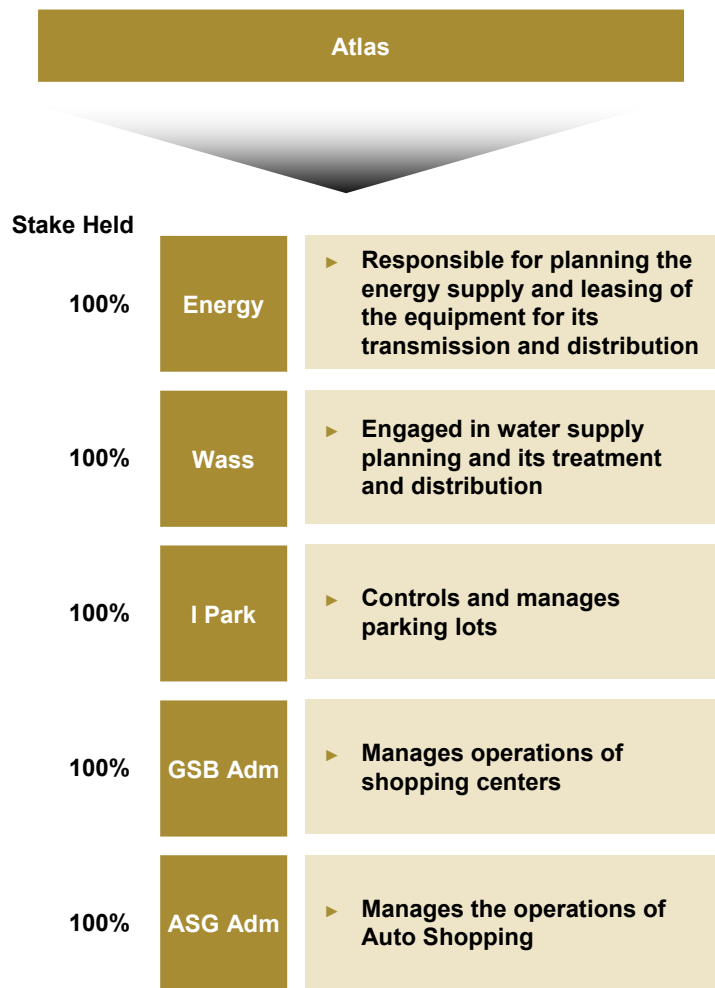 Atlas
Stake Held
100%
Energy
► Responsible for planning the
energy supply and leasing of
the equipment for its
transmission and distribution
100%
Wass
► Engaged in water supply
planning and its treatment
and distribution
100%
I Park
► Controls and manages
parking lots
100%
GSB Adm
► Manages operations of
shopping centers
100%
ASG Adm
► Manages the operations of
Auto Shopping